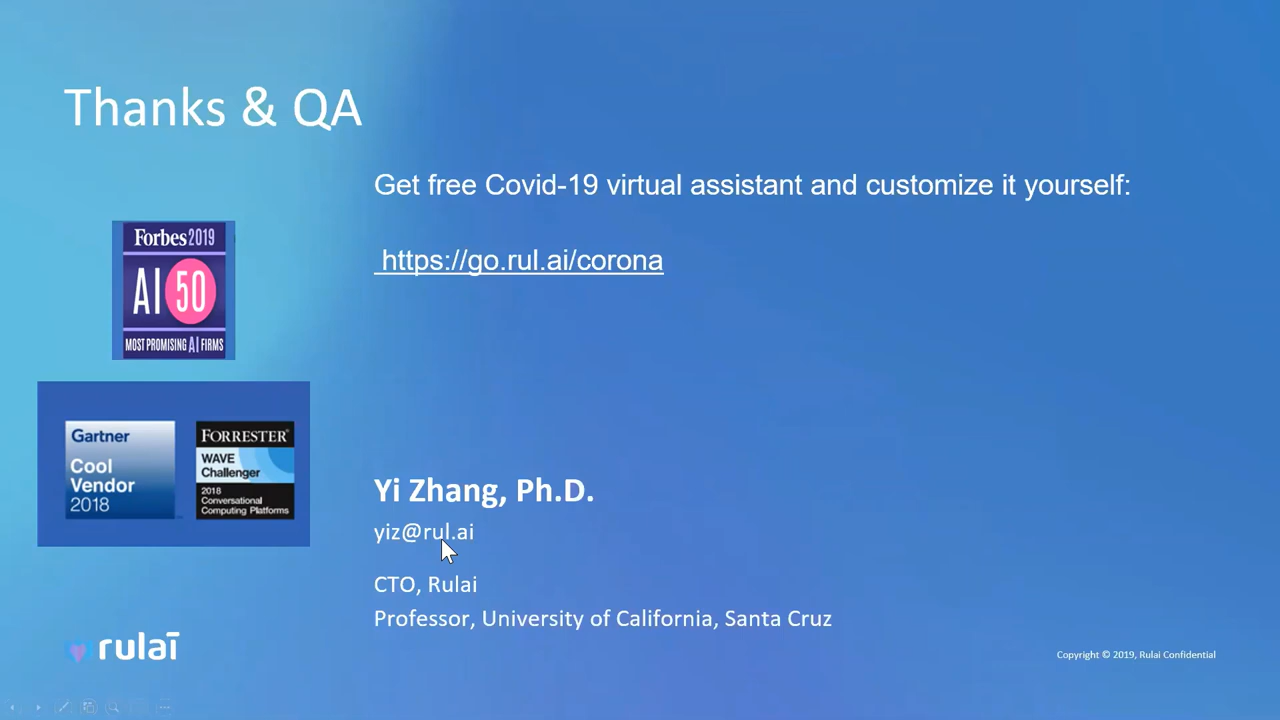 Thanks & QA
Get free Covid-19 virtual assistant and customize it yourself:
https://go.rul.ai/corona
Forbes 2019
AI 50
MOST PROMISING AI FIRMS
Gartner
Cool
Vendor
2018
FORRESTER®
WAVE
Challenger
2018
Conversational
Computing Platforms
Yi Zhang, Ph.D.
yiz@rul.ai
CTO, Rulai
Professor, University of California, Santa Cruz
rulaī
Copyright © 2019, Rulai Confidential